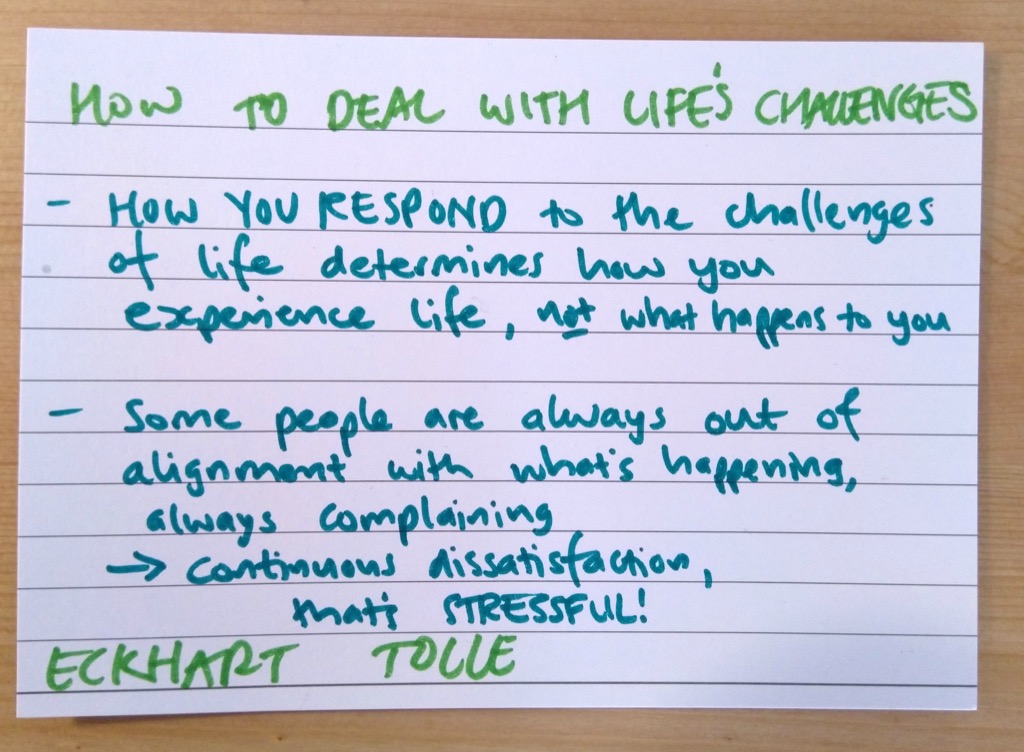 HOW TO DEAL WITH LIFE'S CHALLENGES
- HOW YOU RESPOND to the challenges
of life determines how you
experience life, not what happens to you
- Some people are always out of
alignment with what's happening,
always complaining
→ continuous dissatisfaction,
that's STRESSFUL!
ECKHART TOLLE